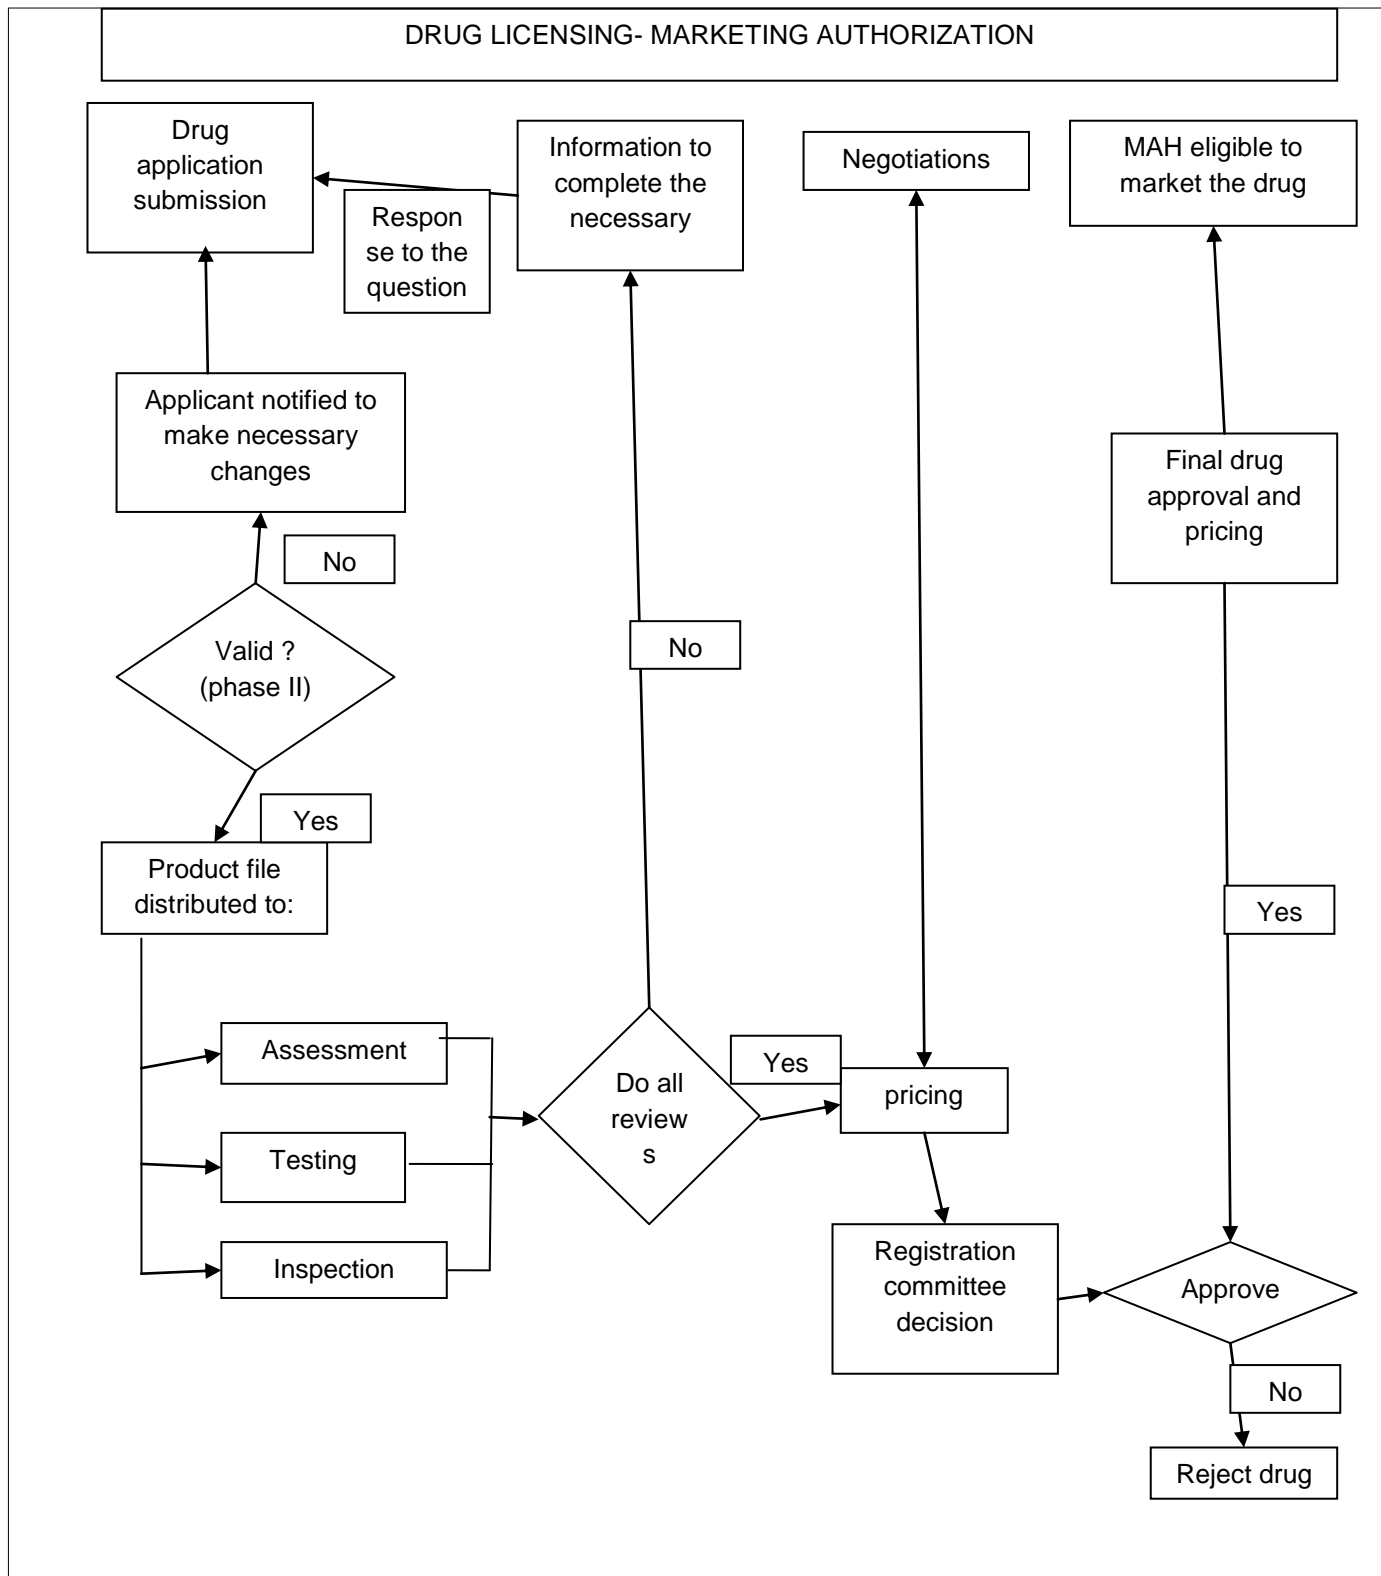 DRUG LICENSING- MARKETING AUTHORIZATION
Drug
application
submission
Information to
complete the
necessary
Negotiations
MAH eligible to
market the drug
Respon
se to the
question
Applicant notified to
make necessary
changes
Final drug
approval and
pricing
No
Valid ?
(phase II)
No
Yes
Product file
distributed to:
Yes
Assessment
Testing
Inspection
Do all
review
s
Yes
pricing
Registration
committee
decision
Approve
No
Reject drug